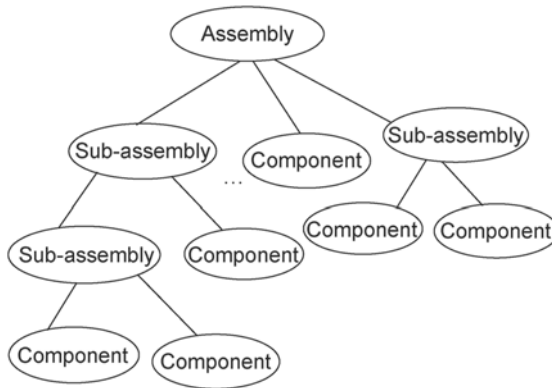 Assembly
Sub-assembly
Component
Sub-assembly
...
Component
Component
Sub-assembly
Component
Component
Component